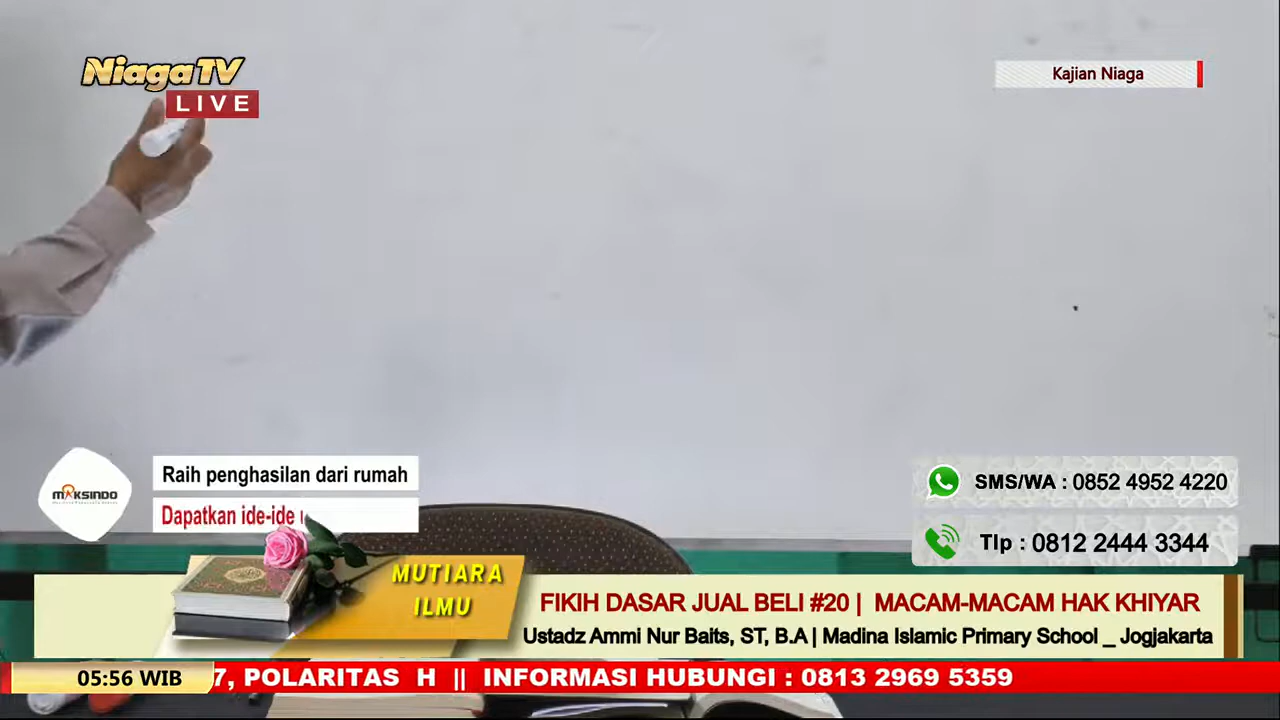 NiagaTV
LIVE
Kajian Niaga
MAKSINDO
Raih penghasilan dari rumah
Dapatkan ide-ide
SMS/WA : 0852 4952 4220
Tlp : 0812 2444 3344
MUTIARA
ILMU
FIKIH DASAR JUAL BELI #20 | MACAM-MACAM HAK KHIYAR
Ustadz Ammi Nur Baits, ST, B.A | Madina Islamic Primary School _ Jogjakarta
05:56 WIB
7, POLARITAS H || INFORMASI HUBUNGI : 0813 2969 5359